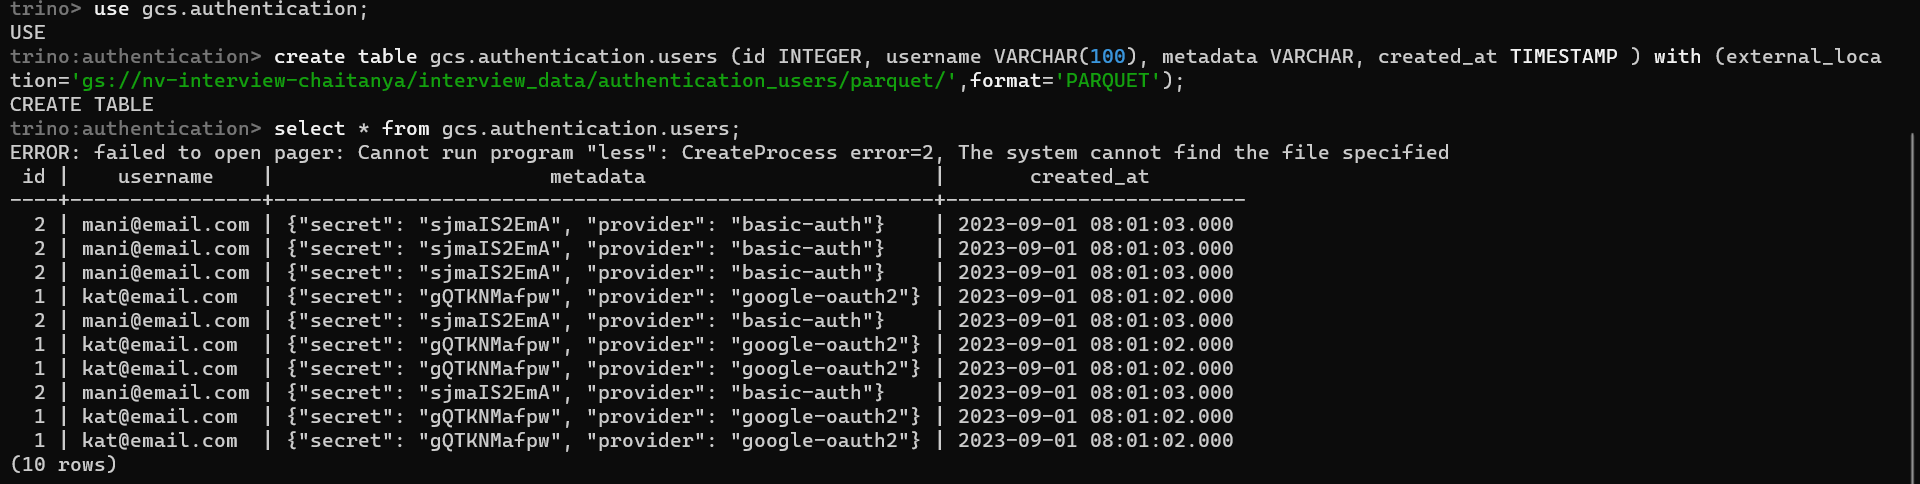 trino> use gcs.authentication;
USE
trino:authentication> create table gcs.authentication.users (id INTEGER, username VARCHAR(100), metadata VARCHAR, created_at TIMESTAMP ) with (external_loca
tion='gs://nv-interview-chaitanya/interview_data/authentication_users/parquet/',format='PARQUET');
CREATE TABLE
trino:authentication> select * from gcs.authentication.users;
ERROR: failed to open pager: Cannot run program "less": CreateProcess error=2, The system cannot find the file specified
 id |    username    |                       metadata                        |       created_at
----+----------------+-------------------------------------------------------+-------------------------
  2 | mani@email.com | {"secret": "sjmaIS2EmA", "provider": "basic-auth"}    | 2023-09-01 08:01:03.000
  2 | mani@email.com | {"secret": "sjmaIS2EmA", "provider": "basic-auth"}    | 2023-09-01 08:01:03.000
  2 | mani@email.com | {"secret": "sjmaIS2EmA", "provider": "basic-auth"}    | 2023-09-01 08:01:03.000
  1 | kat@email.com  | {"secret": "gQTKNMafpw", "provider": "google-oauth2"} | 2023-09-01 08:01:02.000
  2 | mani@email.com | {"secret": "sjmaIS2EmA", "provider": "basic-auth"}    | 2023-09-01 08:01:03.000
  1 | kat@email.com  | {"secret": "gQTKNMafpw", "provider": "google-oauth2"} | 2023-09-01 08:01:02.000
  1 | kat@email.com  | {"secret": "gQTKNMafpw", "provider": "google-oauth2"} | 2023-09-01 08:01:02.000
  2 | mani@email.com | {"secret": "sjmaIS2EmA", "provider": "basic-auth"}    | 2023-09-01 08:01:03.000
  1 | kat@email.com  | {"secret": "gQTKNMafpw", "provider": "google-oauth2"} | 2023-09-01 08:01:02.000
  1 | kat@email.com  | {"secret": "gQTKNMafpw", "provider": "google-oauth2"} | 2023-09-01 08:01:02.000
(10 rows)